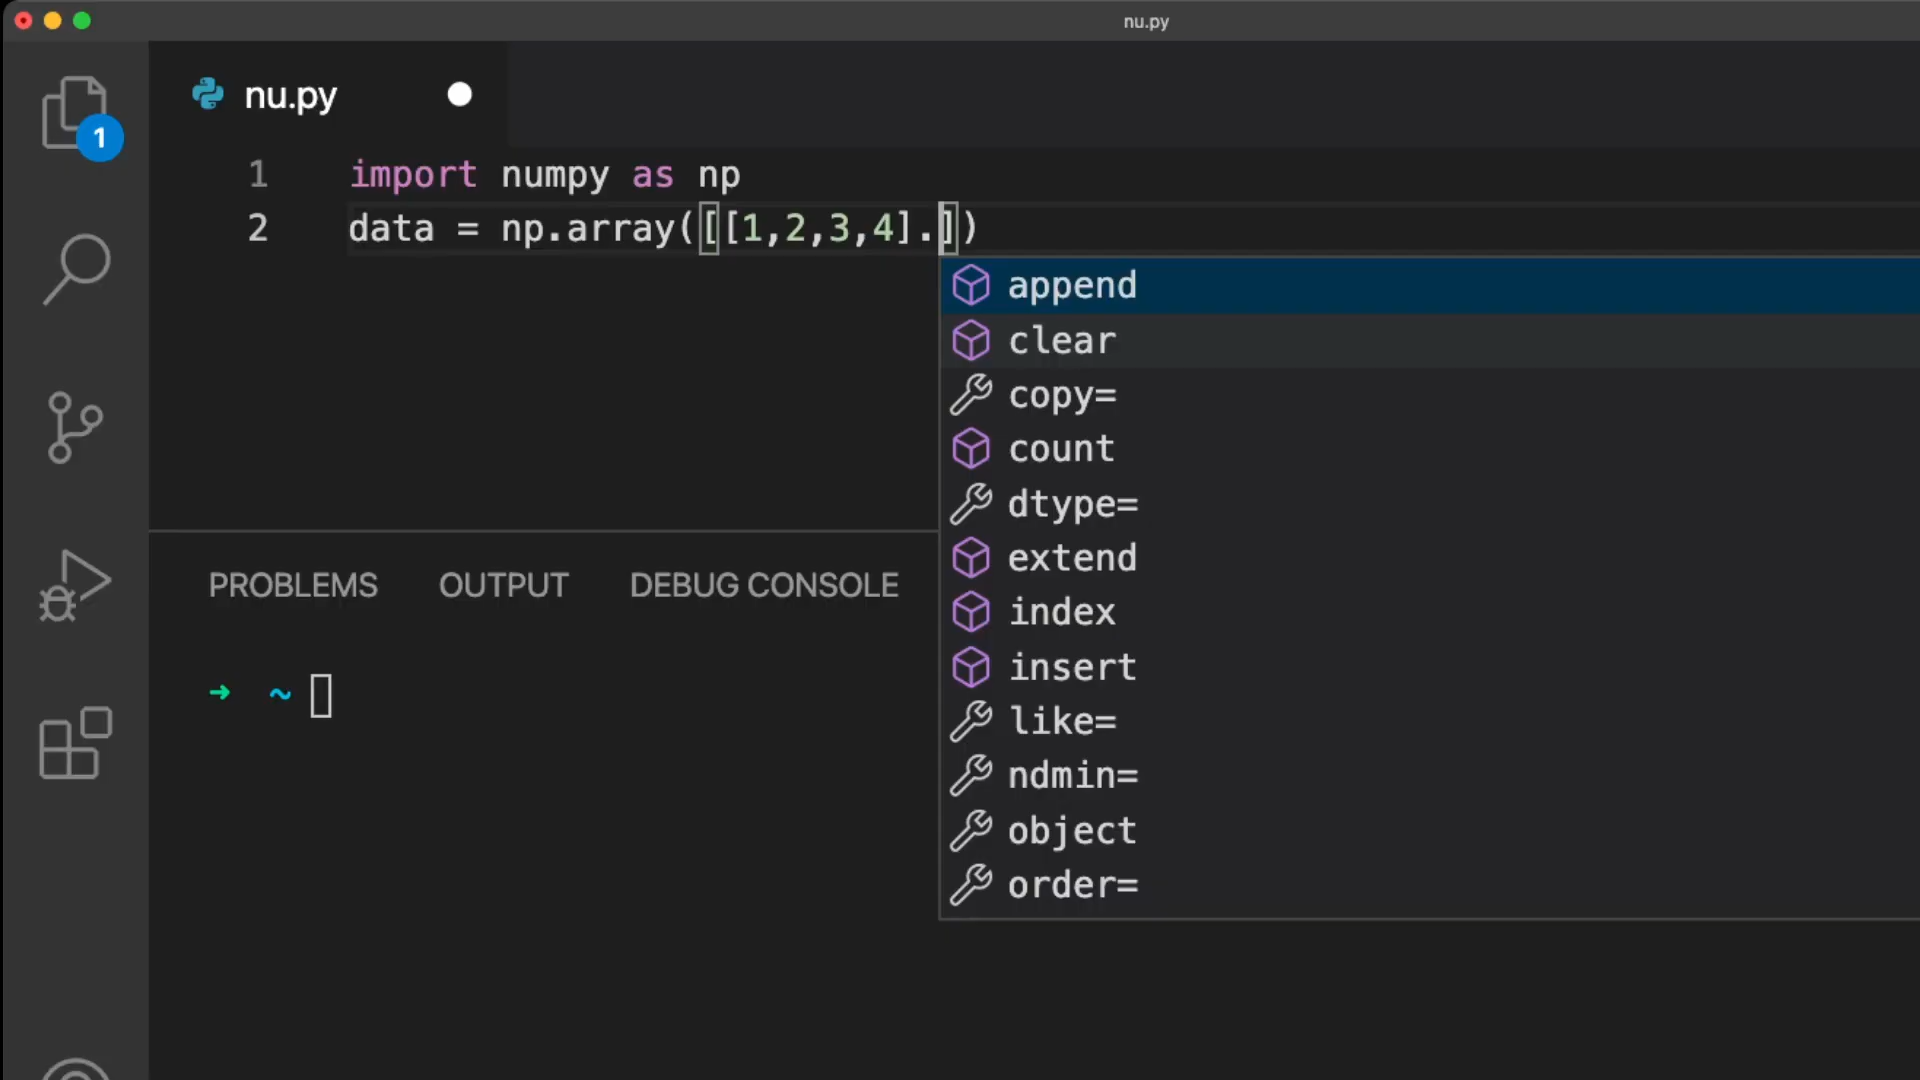 nu.py
nu.py
1
1 import numpy as np
2 data = np.array([[1,2,3,4].])
append
clear
copy=
count
dtype=
extend
index
insert
like=
ndmin=
object
order=
PROBLEMS OUTPUT DEBUG CONSOLE
➜ ~